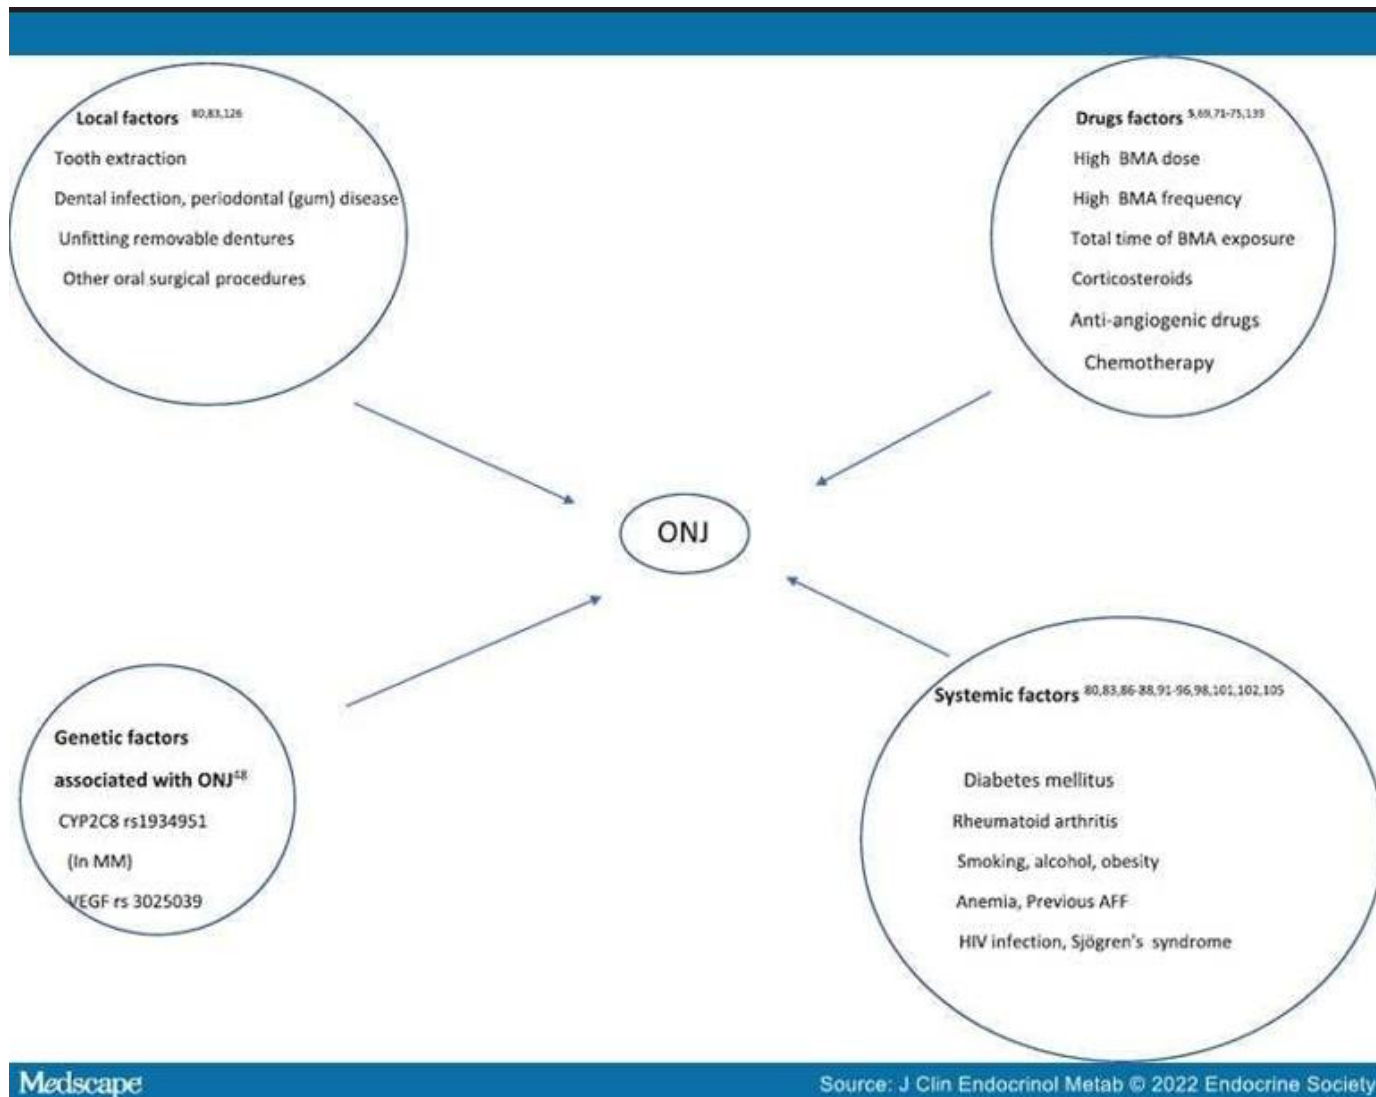 Local factors 80,83,126
Tooth extraction
Dental infection, periodontal (gum) disease
Unfitting removable dentures
Other oral surgical procedures
Drugs factors 5,69,71-75,139
High BMA dose
High BMA frequency
Total time of BMA exposure
Corticosteroids
Anti-angiogenic drugs
Chemotherapy
ONJ
Genetic factors
associated with ONJ48
CYP2C8 rs1934951
(In MM)
VEGF rs 3025039
Systemic factors 80,83,86-88,91-96,98,101,102,105
Diabetes mellitus
Rheumatoid arthritis
Smoking, alcohol, obesity
Anemia, Previous AFF
HIV infection, Sjögren's syndrome
Medscape
Source: J Clin Endocrinol Metab © 2022 Endocrine Society